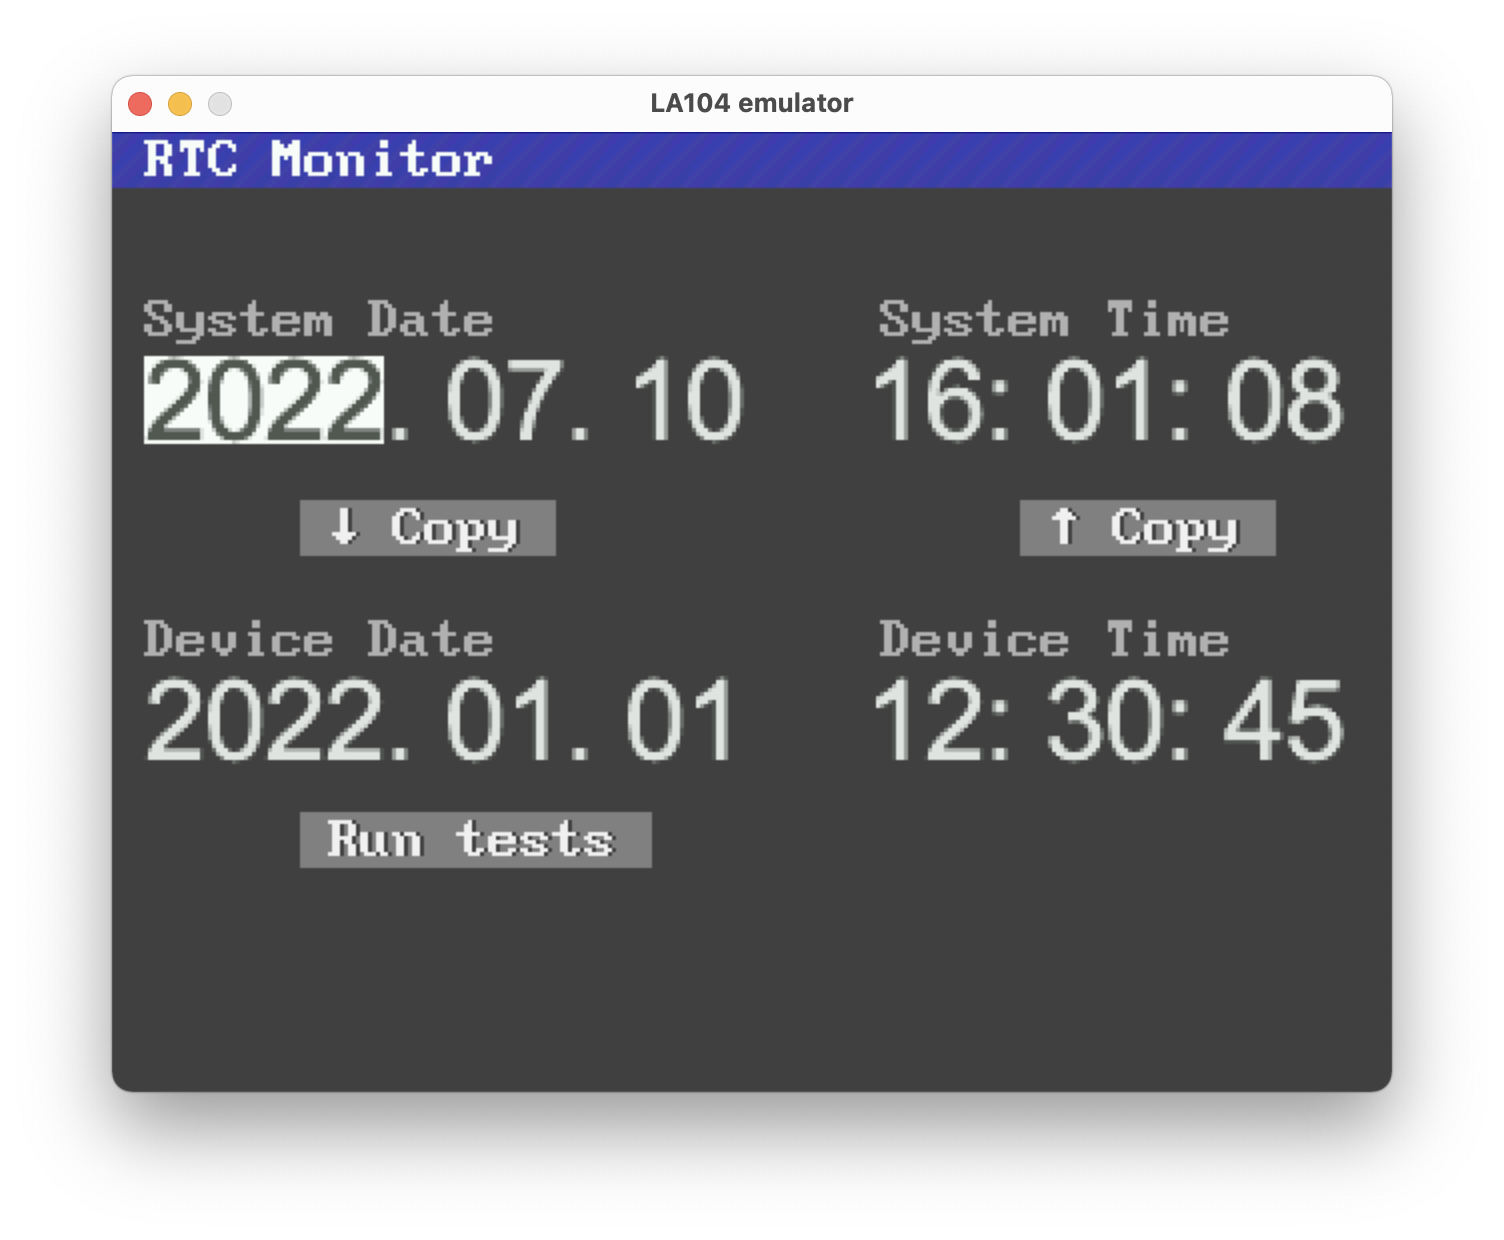 LA104 emulator
RTC Monitor
System Date System Time
2022. 07. 10 16: 01: 08
↓ Copy ↑ Copy
Device Date Device Time
2022. 01. 01 12: 30: 45
Run tests